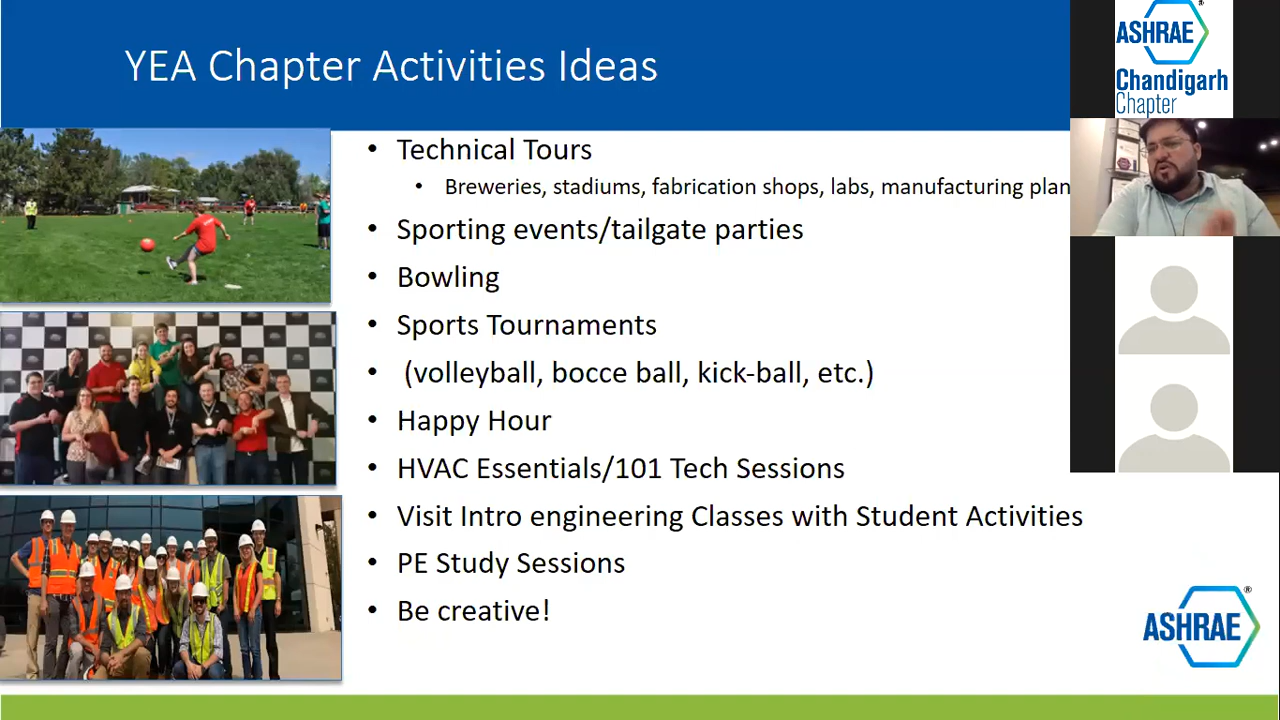 YEA Chapter Activities Ideas
ASHRAE
Chandigarh
Chapter
• Technical Tours
• Breweries, stadiums, fabrication shops, labs, manufacturing plan
• Sporting events/tailgate parties
• Bowling
• Sports Tournaments
• (volleyball, bocce ball, kick-ball, etc.)
• Happy Hour
• HVAC Essentials/101 Tech Sessions
• Visit Intro engineering Classes with Student Activities
• PE Study Sessions
• Be creative!
ASHRAE®